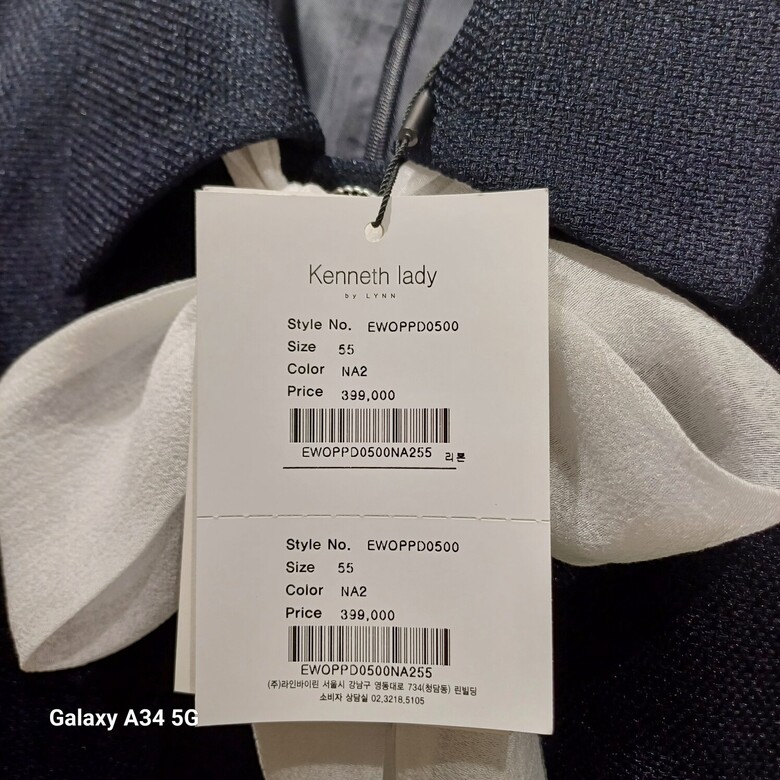 Kenneth lady
by LYNN
Style No. EWOPPD0500
Size 55
Color NA2
Price 399,000
EWOPPD0500NA255 리론
Style No. EWOPPD0500
Size 55
Color NA2
Price 399,000
EWOPPD0500NA255
(주)라인바이린 서울시 강남구 영동대로 734(청담동) 린빌딩
소비자 상담실 02,3218,5105
Galaxy A34 5G